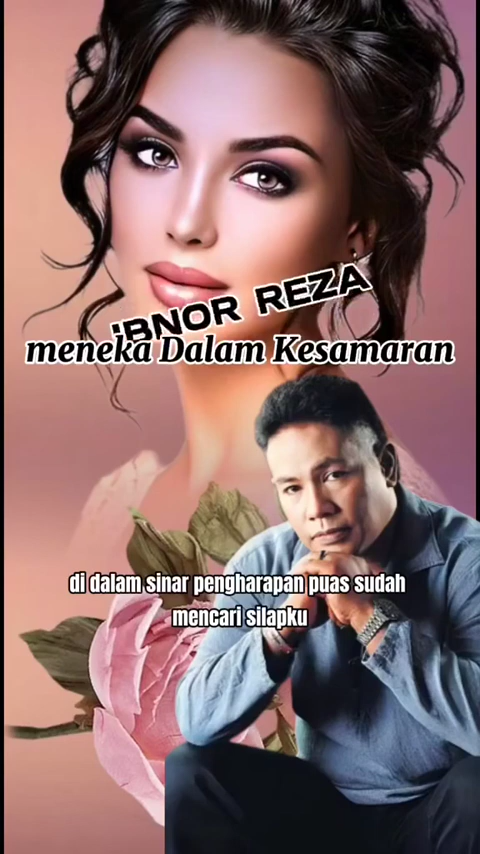 IBNOR REZA
meneka Dalam Kesamaran
di dalam sinar pengharapan puas sudah
mencari silapku